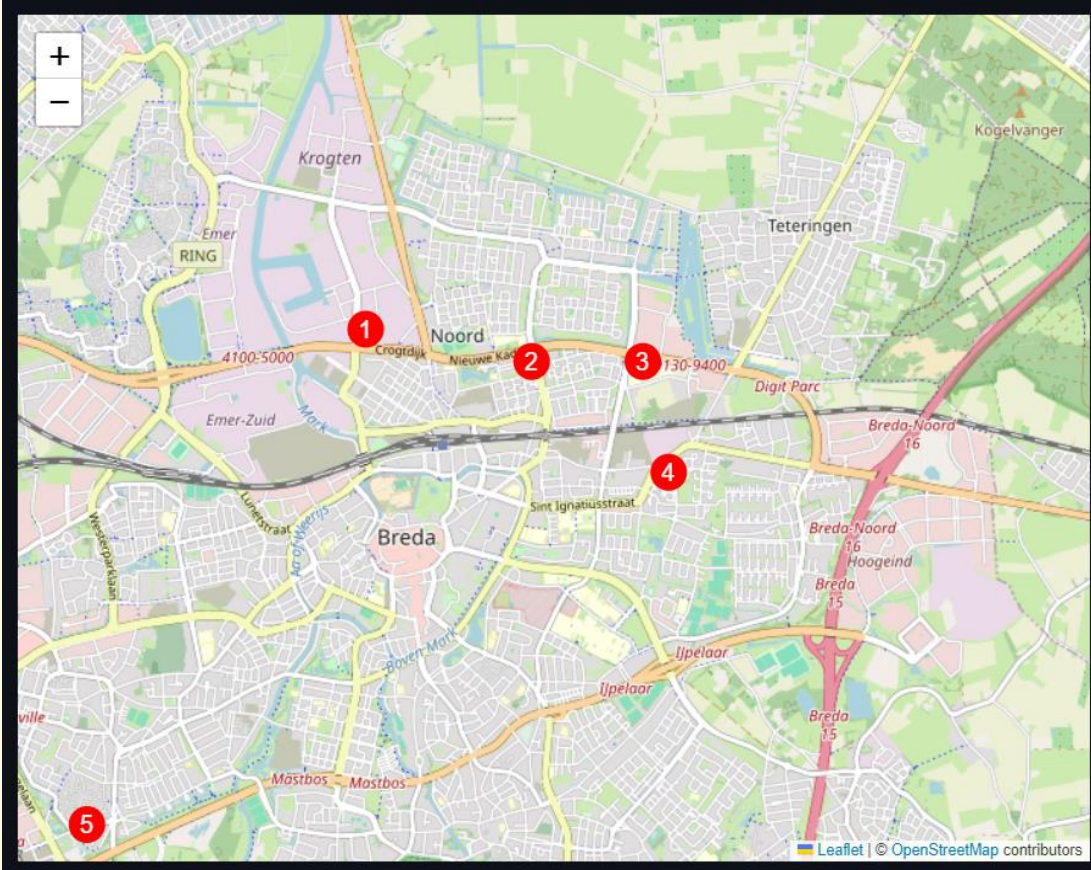 +
−
Krogten
Kogelvanger
Teteringen
Emer
RING
1
Noord
4100-5000
Crogtdijk
Nieuwe Kad
2
3
130-9400
Digit Parc
Emer-Zuid
Mark
Breda-Noord
16
4
Sint Ignatiusstraat
Lunetstraat
Westerparklaan
Aa of Weerijs
Breda
Breda-Noord
16
Hoogeind
Breda
15
Boven Mark
IJpelaar
IJpelaar
ville
Breda
15
Mastbos
Mastbos
5
Leaflet | © OpenStreetMap contributors